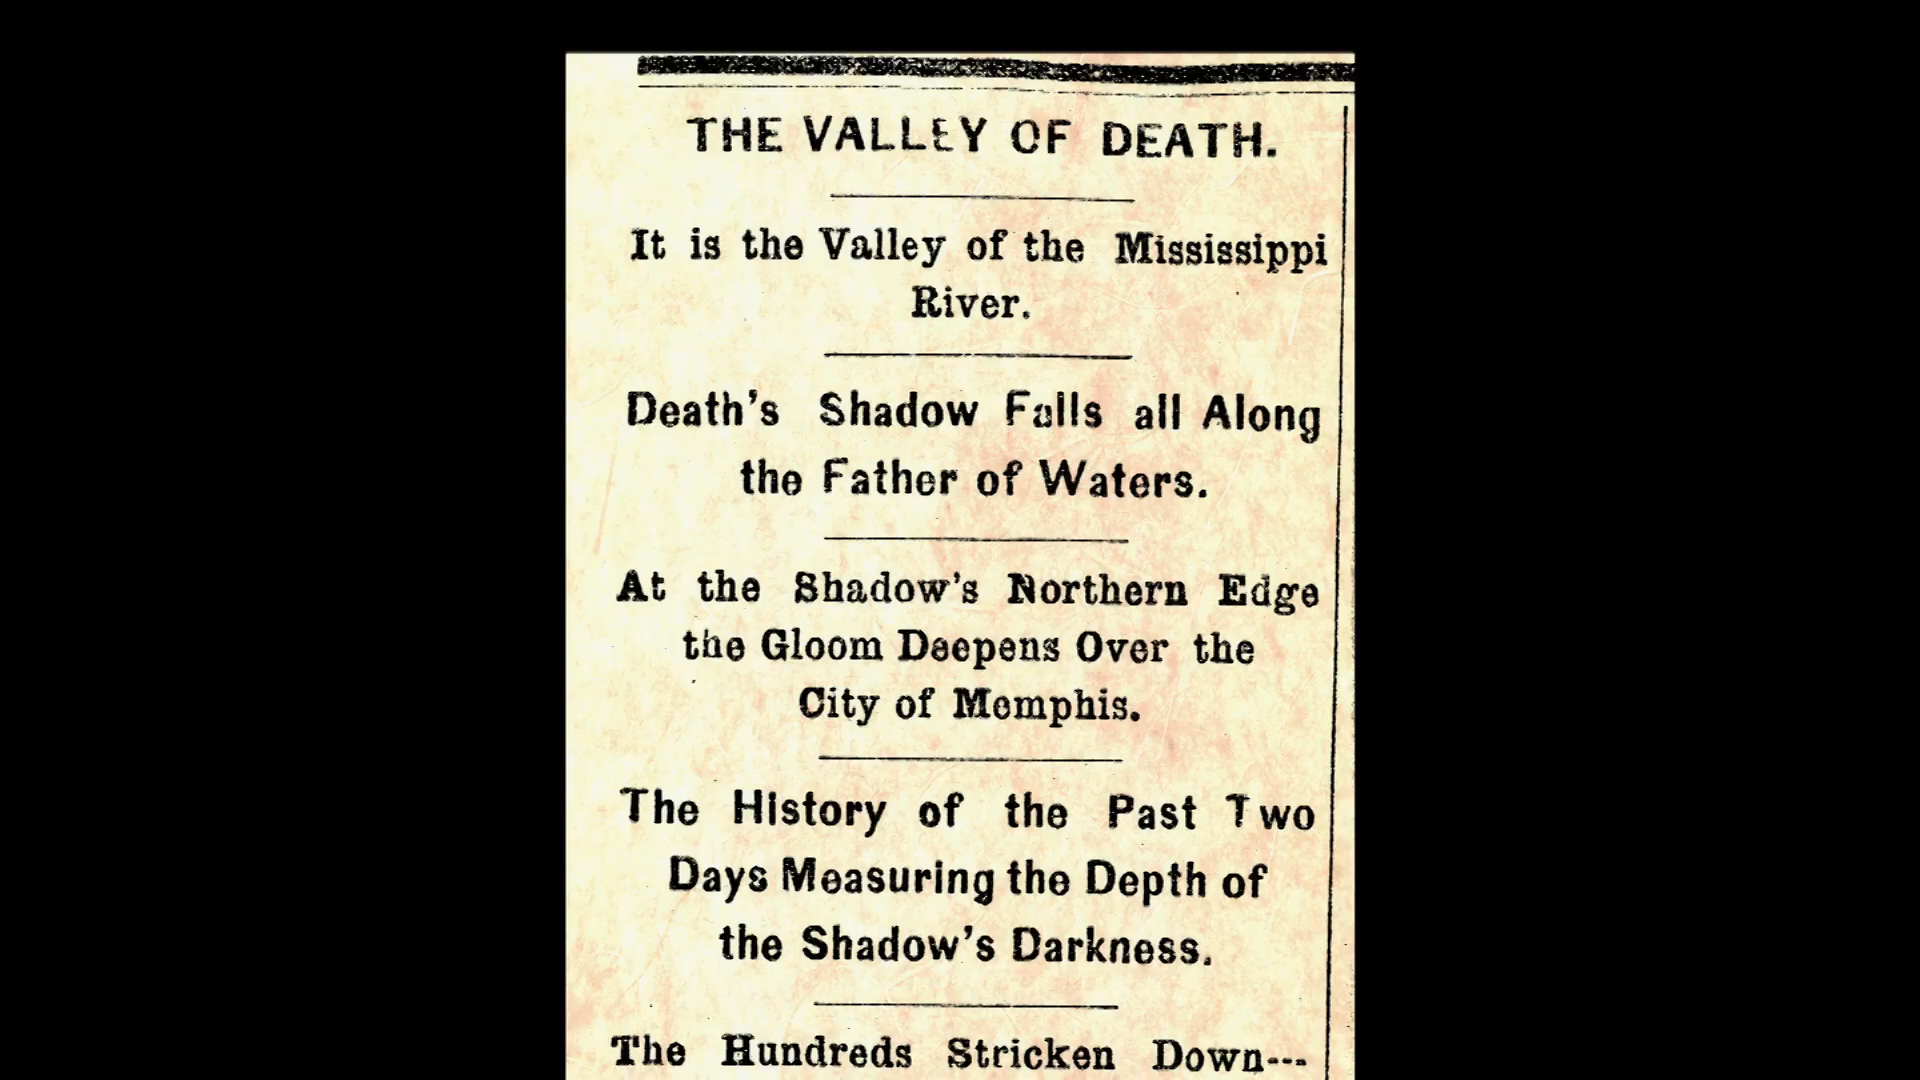 THE VALLEY OF DEATH.
It is the Valley of the Mississippi
River.
Death's Shadow Falls all Along
the Father of Waters.
At the Shadow's Northern Edge
the Gloom Deepens Over the
City of Memphis.
The History of the Past Two
Days Measuring the Depth of
the Shadow's Darkness.
The Hundreds Stricken Down---